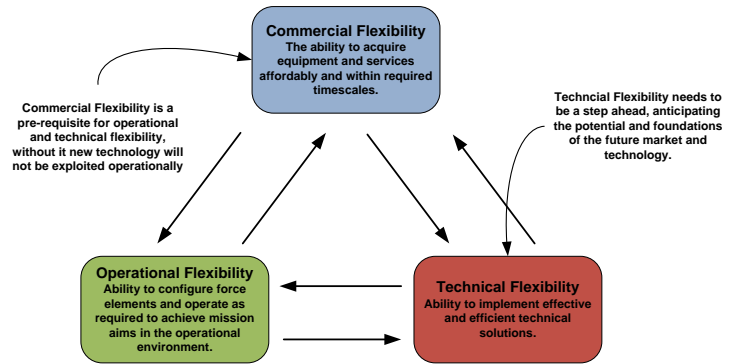 Commercial Flexibility
The ability to acquire
equipment and services
affordably and within required
timescales.
Commercial Flexibility is a
pre-requisite for operational
and technical flexibility,
without it new technology will
not be exploited operationally
Techncial Flexibility needs to
be a step ahead, anticipating
the potential and foundations
of the future market and
technology.
Operational Flexibility
Ability to configure force
elements and operate as
required to achieve mission
aims in the operational
environment.
Technical Flexibility
Ability to implement effective
and efficient technical
solutions.